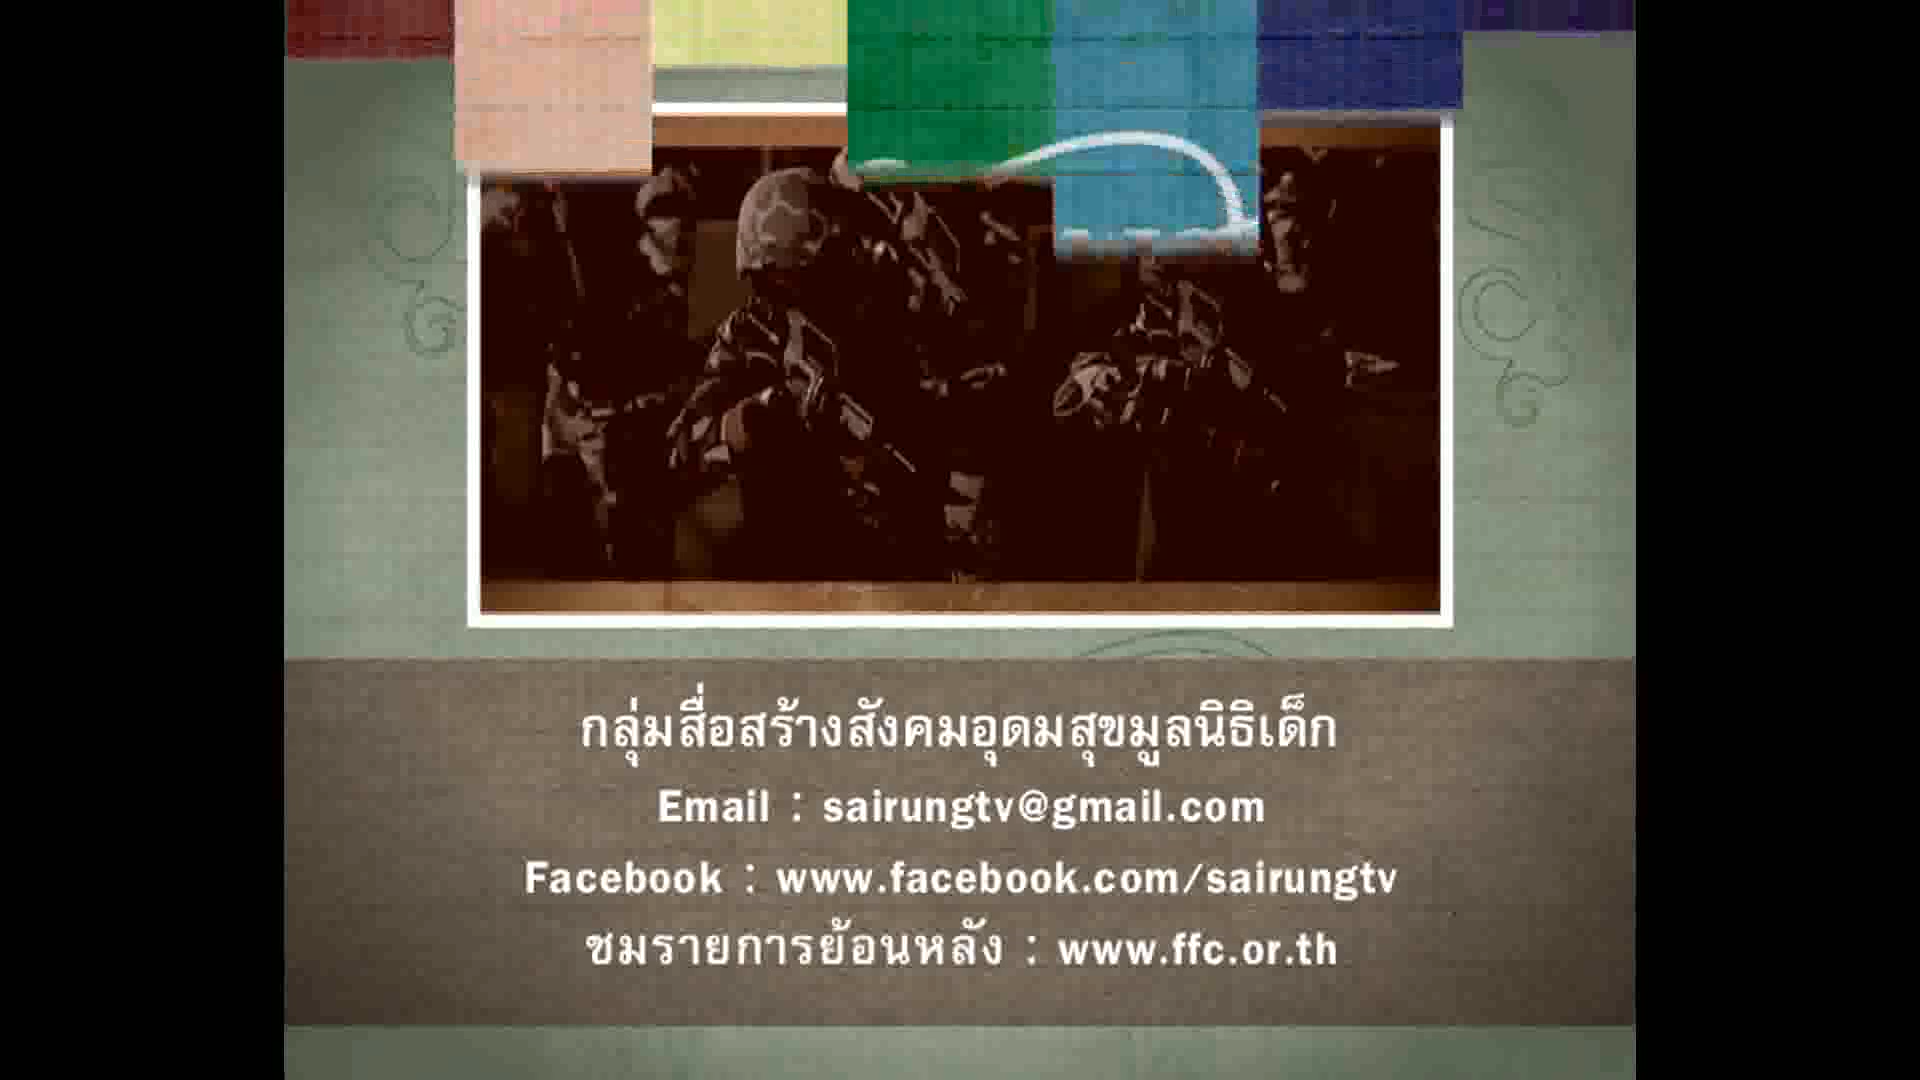 กลุ่มสื่อสร้างสังคมอุดมสุขมูลนิธิเด็ก
Email : sairungtv@gmail.com
Facebook : www.facebook.com/sairungtv
ชมรายการย้อนหลัง : www.ffc.or.th